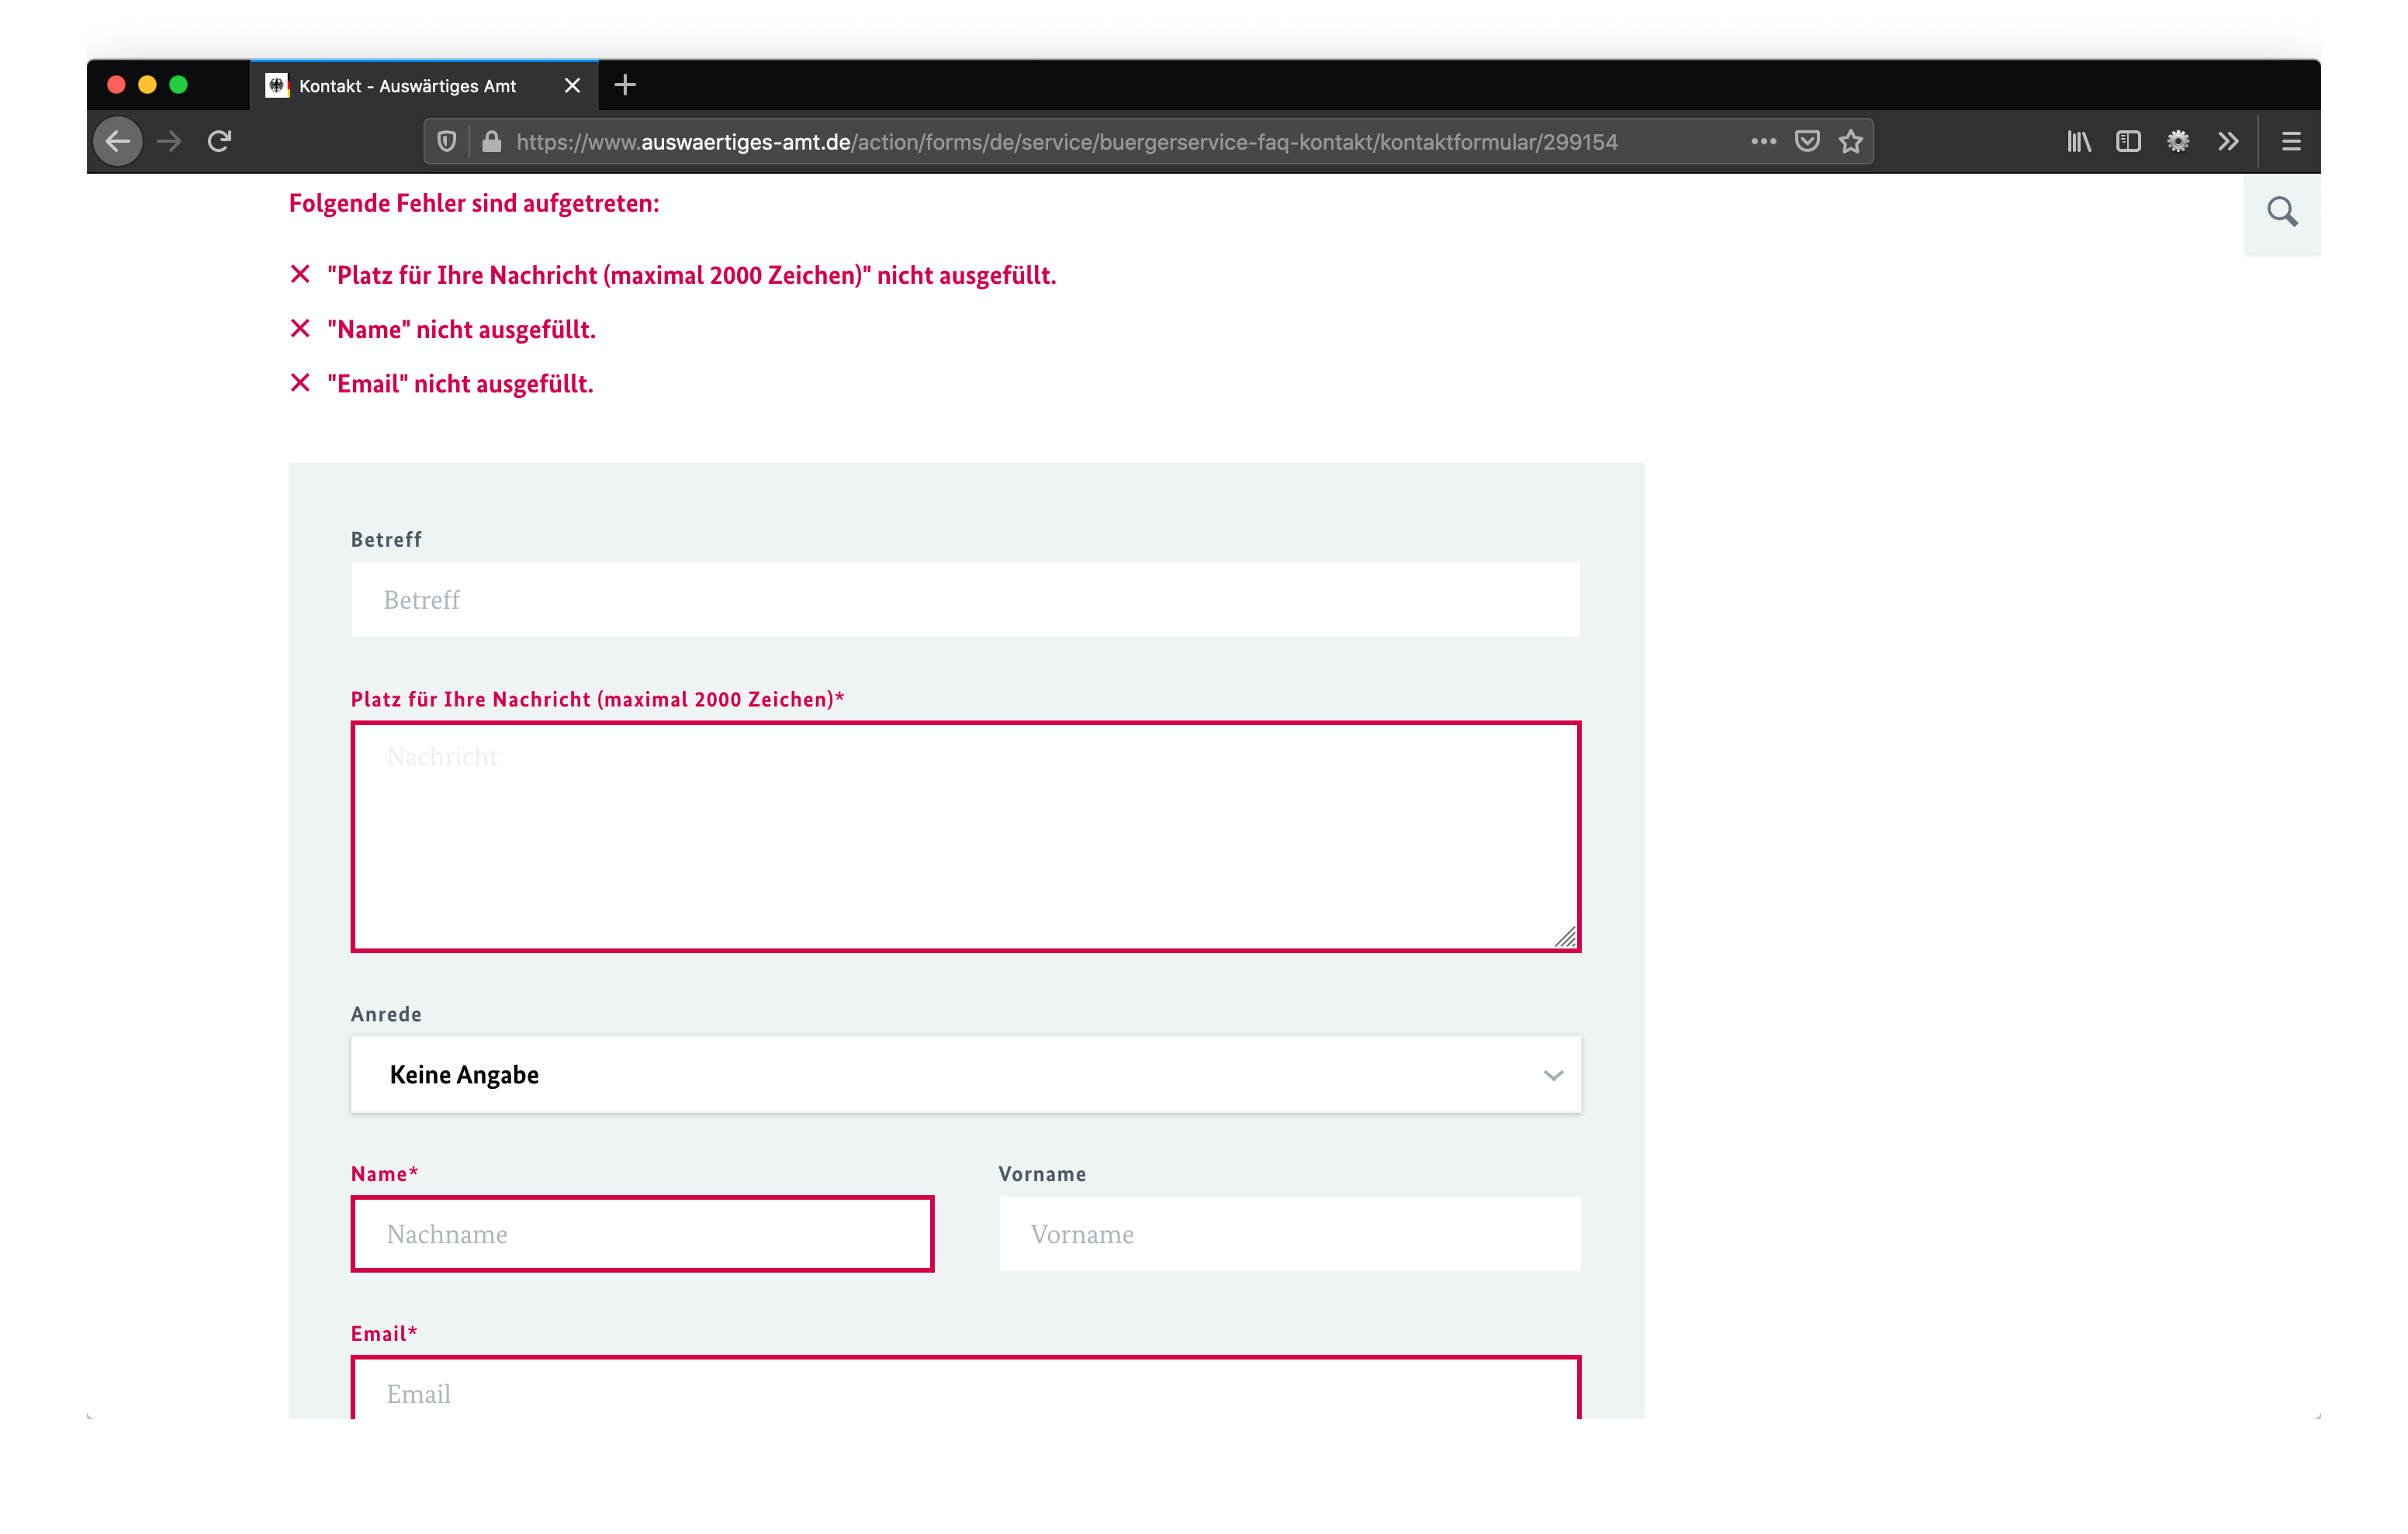 Kontakt - Auswärtiges Amt
https://www.auswaertiges-amt.de/action/forms/de/service/buergerservice-faq-kontakt/kontaktformular/299154
Folgende Fehler sind aufgetreten:
"Platz für Ihre Nachricht (maximal 2000 Zeichen)" nicht ausgefüllt.
"Name" nicht ausgefüllt.
"Email" nicht ausgefüllt.
Betreff
Betreff
Platz für Ihre Nachricht (maximal 2000 Zeichen)*
Nachricht
Anrede
Keine Angabe
Name* Vorname
Nachname Vorname
Email*
Email